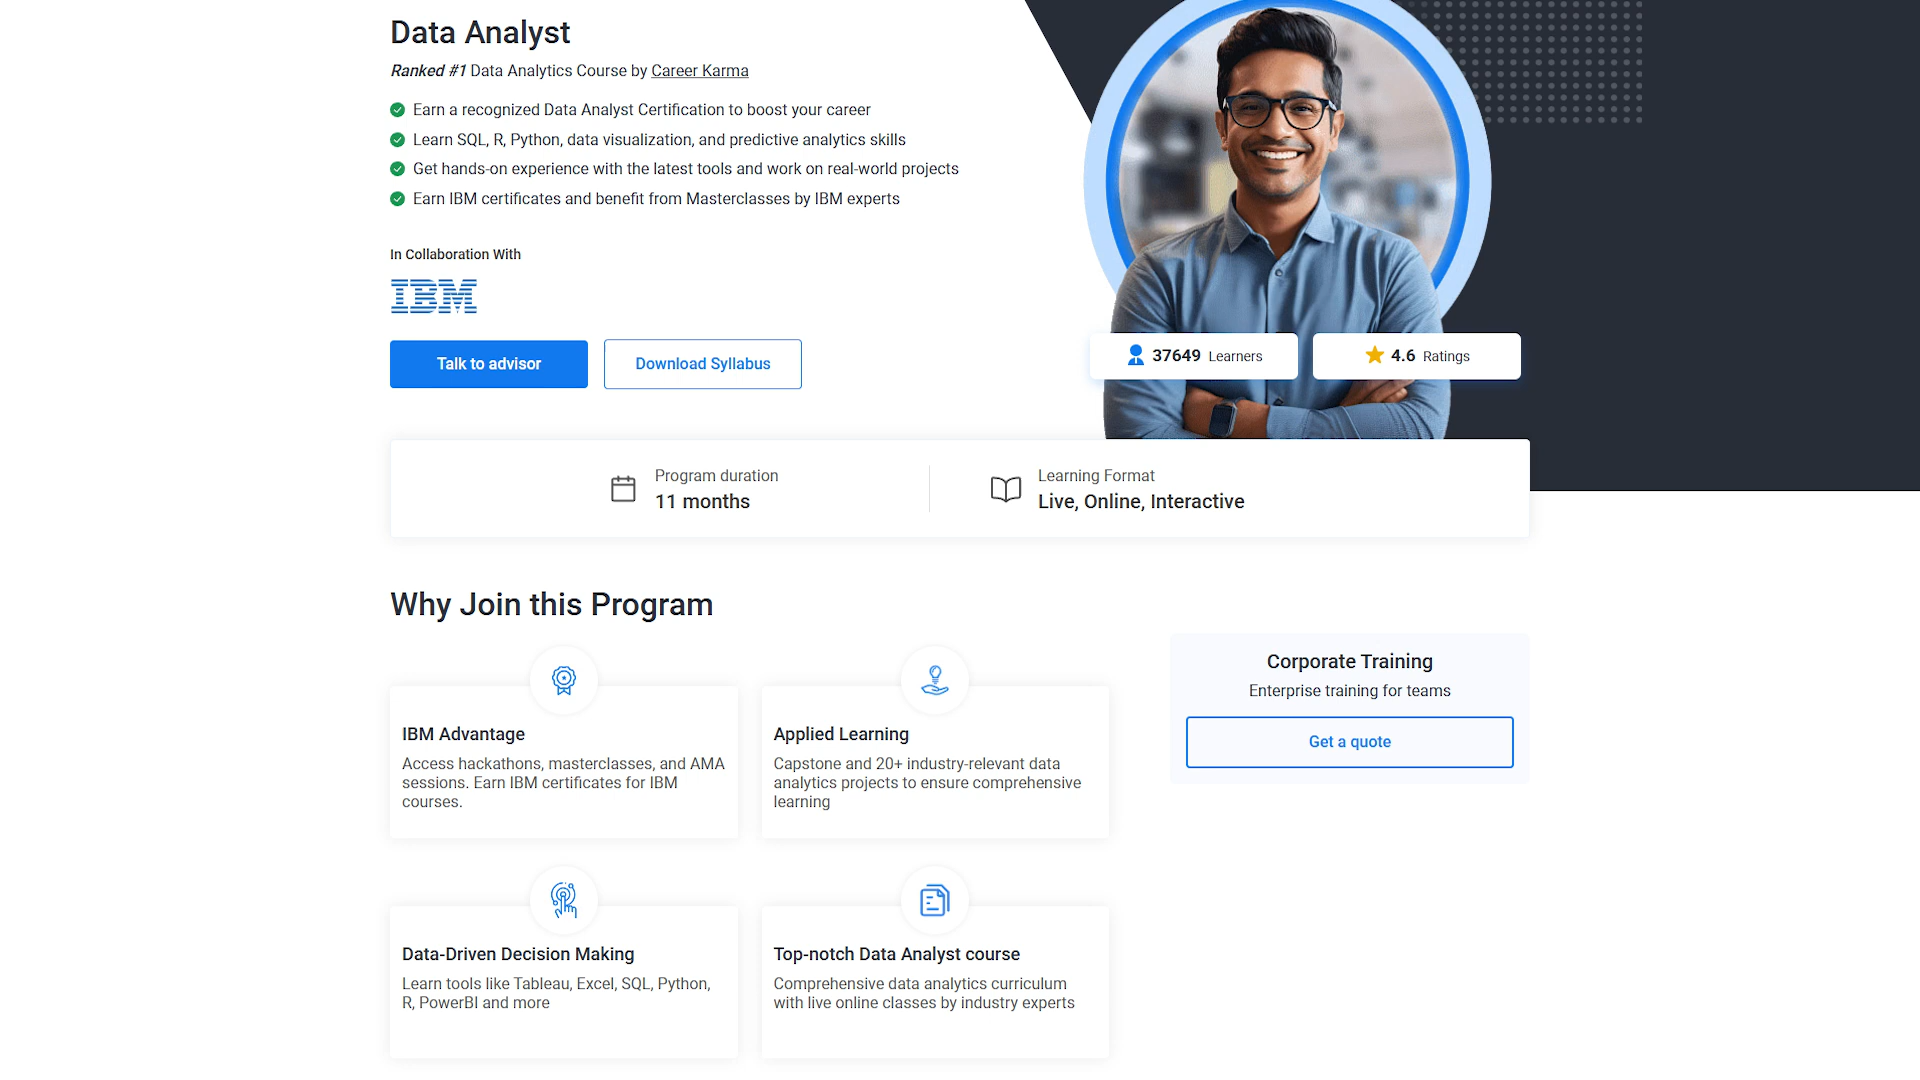 Data Analyst
Ranked #1 Data Analytics Course by Career Karma
Earn a recognized Data Analyst Certification to boost your career
Learn SQL, R, Python, data visualization, and predictive analytics skills
Get hands-on experience with the latest tools and work on real-world projects
Earn IBM certificates and benefit from Masterclasses by IBM experts
In Collaboration With
IBM
Talk to advisor
Download Syllabus
37649 Learners
4.6 Ratings
Program duration
11 months
Learning Format
Live, Online, Interactive
Why Join this Program
IBM Advantage
Access hackathons, masterclasses, and AMA
sessions. Earn IBM certificates for IBM
courses.
Applied Learning
Capstone and 20+ industry-relevant data
analytics projects to ensure comprehensive
learning
Corporate Training
Enterprise training for teams
Get a quote
Data-Driven Decision Making
Learn tools like Tableau, Excel, SQL, Python,
R, PowerBI and more
Top-notch Data Analyst course
Comprehensive data analytics curriculum
with live online classes by industry experts